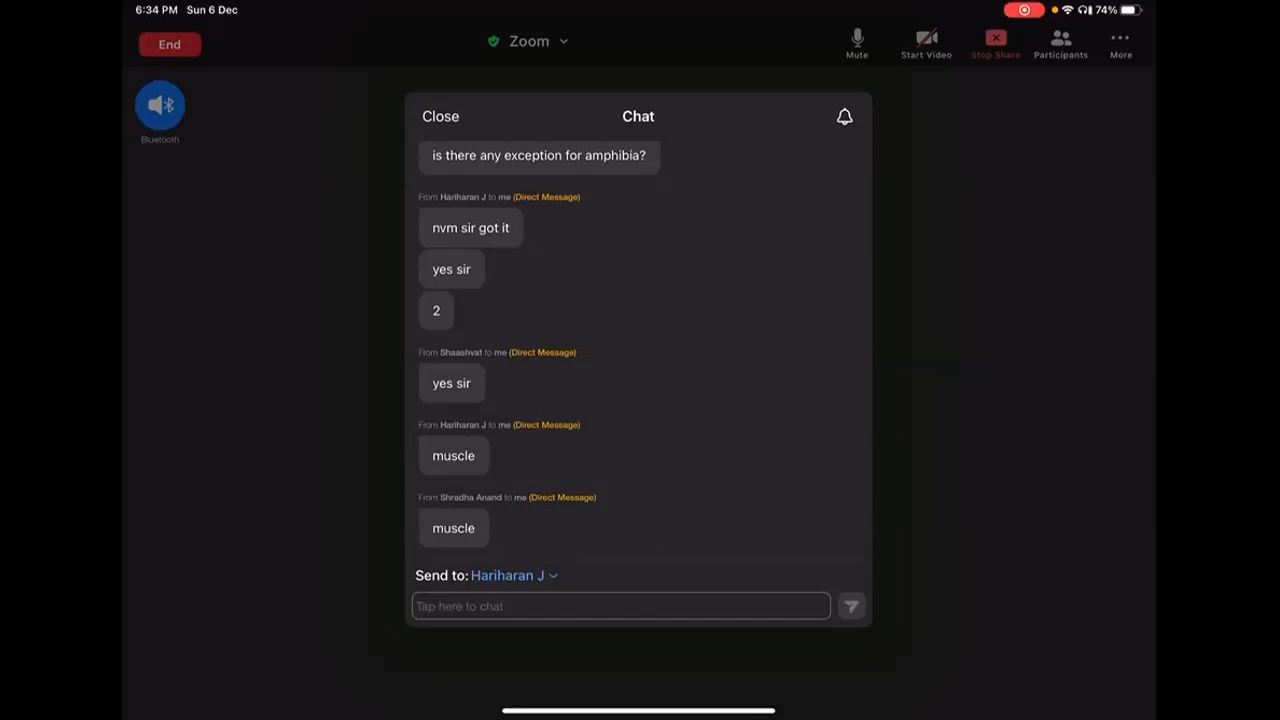 6:34 PM Sun 6 Dec
74%
End
Zoom
Mute
Start Video
Stop Share
Participants
More
Bluetooth
Close
Chat
is there any exception for amphibia?
From Hariharan J to me (Direct Message)
nvm sir got it
yes sir
2
From Shaashvat to me (Direct Message)
yes sir
From Hariharan J to me (Direct Message)
muscle
From Shradha Anand to me (Direct Message)
muscle
Send to: Hariharan J
Tap here to chat